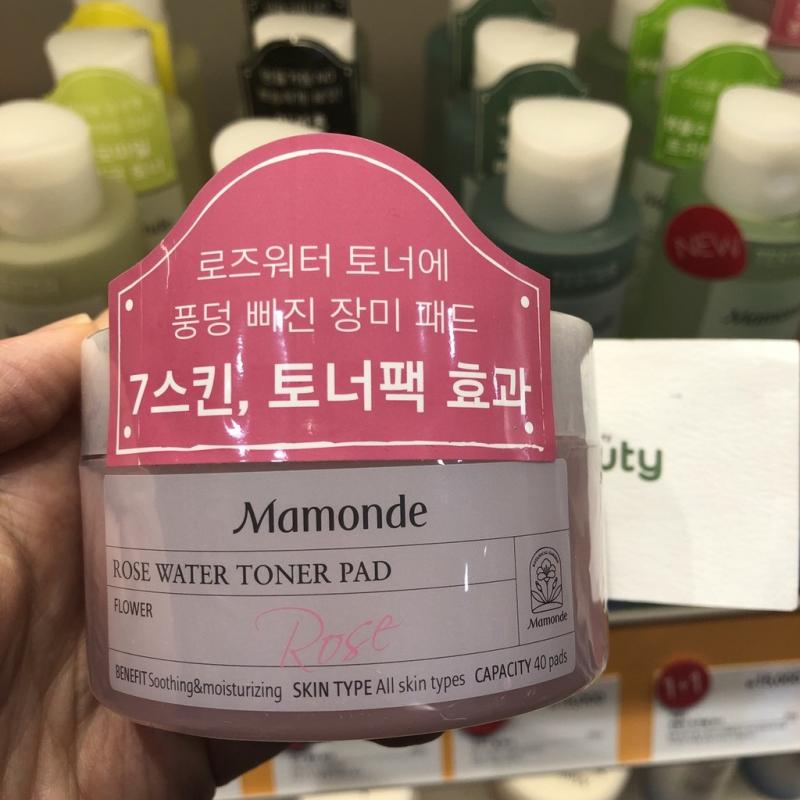 로즈워터 토너에
풍덩 빠진 장미 패드
7스킨, 토너팩 효과
Mamonde
ROSE WATER TONER PAD
FLOWER
Rose
Mamonde
BENEFIT Soothing&moisturizing SKIN TYPE All skin types CAPACITY 40 pads
NEW
1+1